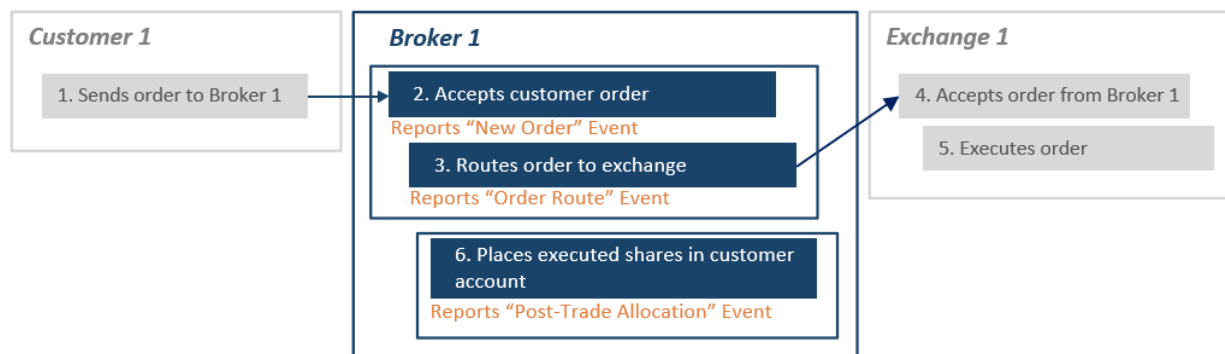 Customer 1
1. Sends order to Broker 1
Broker 1
2. Accepts customer order
Reports “New Order” Event
3. Routes order to exchange
Reports “Order Route” Event
6. Places executed shares in customer
account
Reports “Post-Trade Allocation” Event
Exchange 1
4. Accepts order from Broker 1
5. Executes order